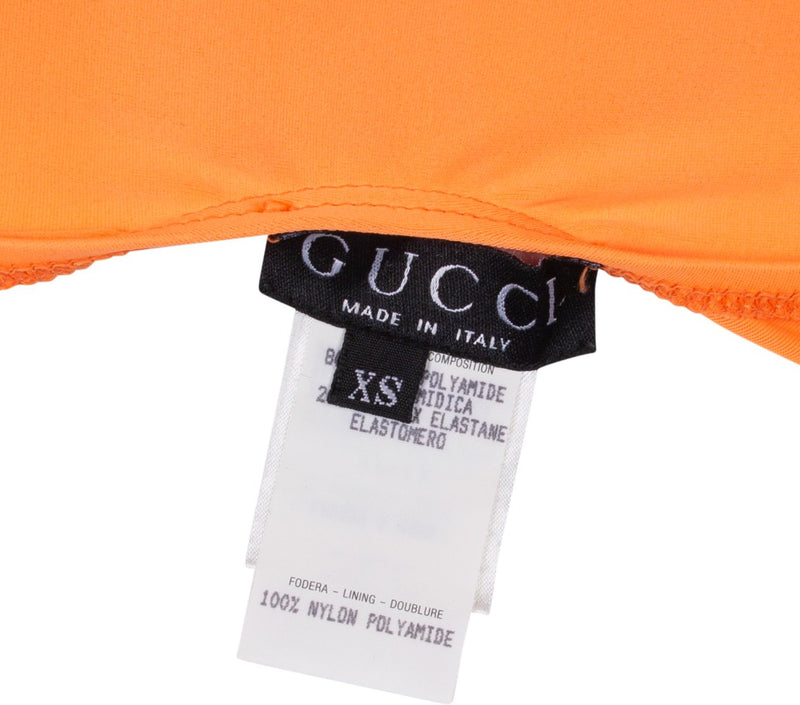 GUCCI
MADE IN ITALY
XS
COMPOSITION
POLYAMIDE
ELASTANE
ELASTOMERO
FODERA - LINING - DOUBLURE
100% NYLON POLYAMIDE